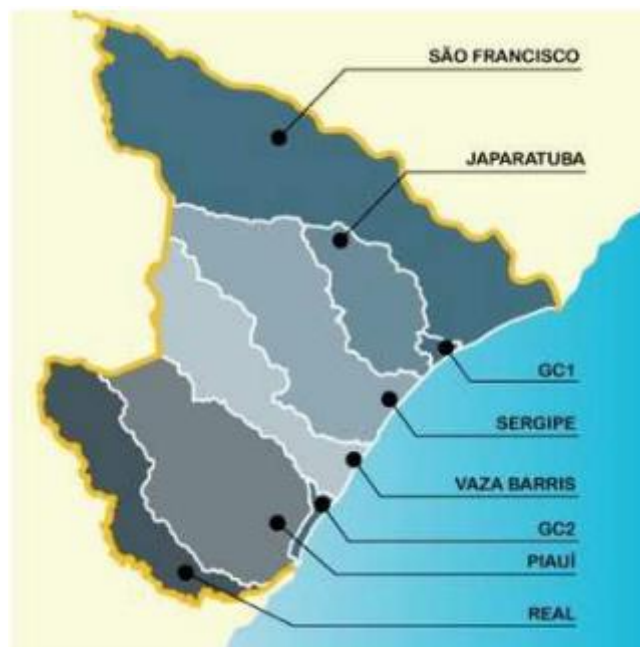 SÃO FRANCISCO
JAPARATUBA
GC1
SERGIPE
VAZA BARRIS
GC2
PIAUÍ
REAL